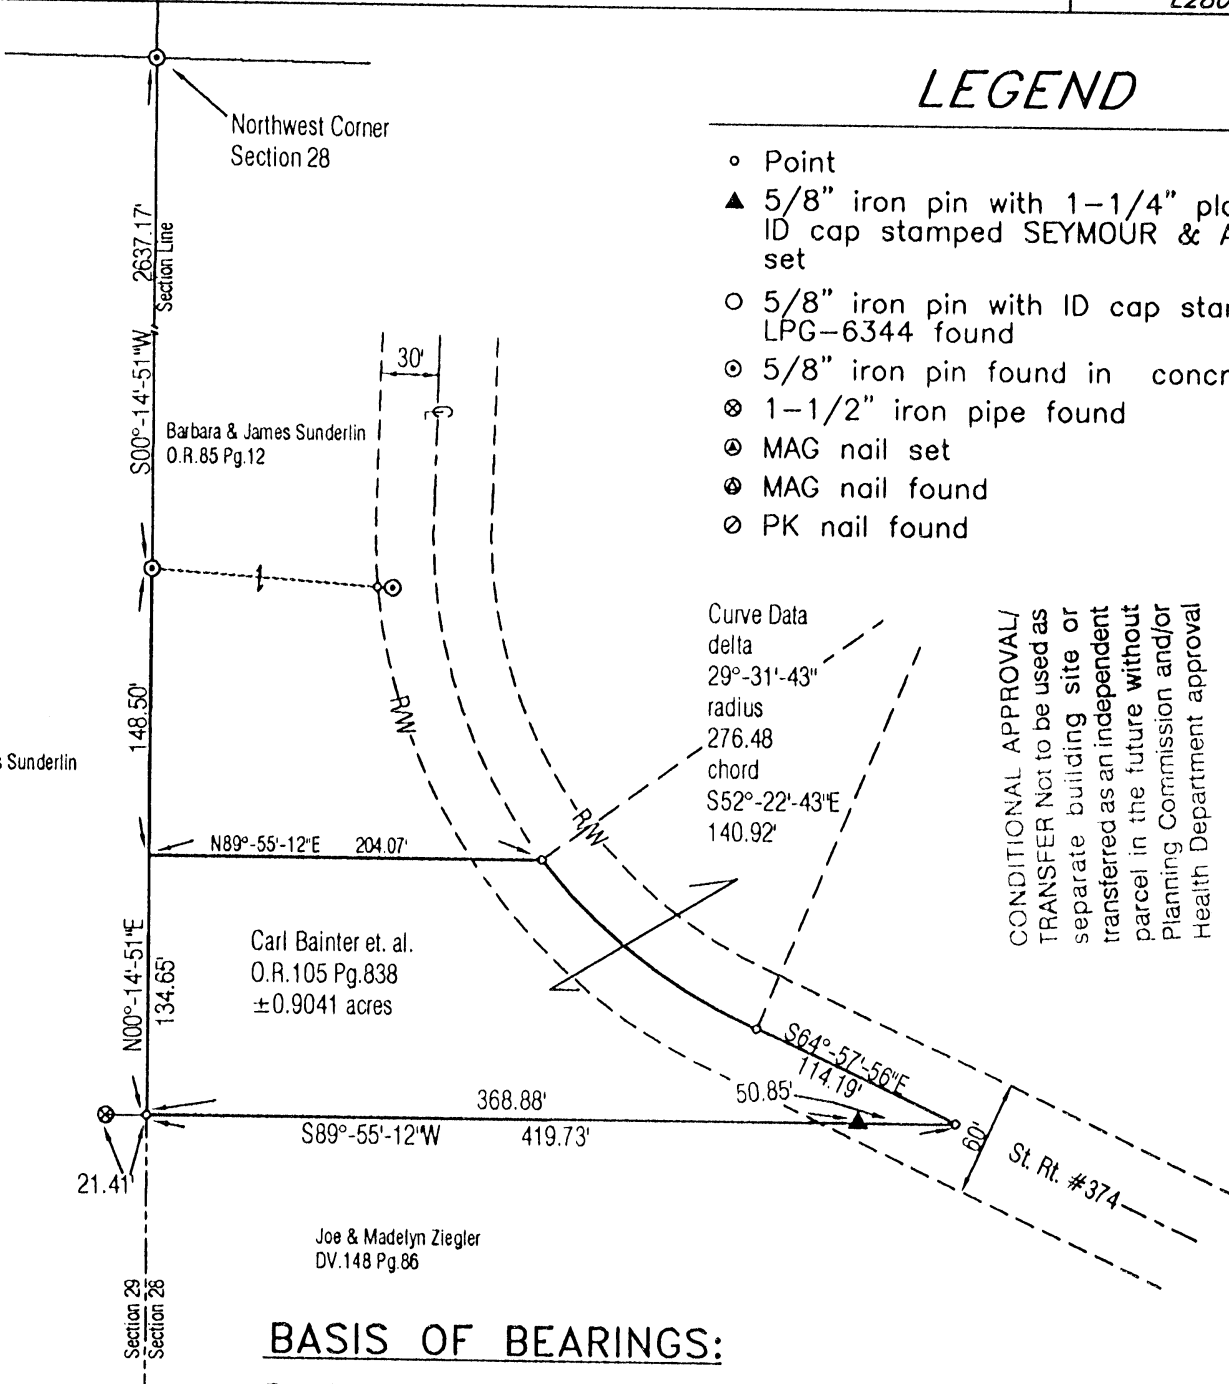 LEGEND
Point
5/8" iron pin with 1-1/4"
ID cap stamped SEYMOUR &
set
5/8" iron pin with ID cap
LPG-6344 found
5/8" iron pin found in
1-1/2" iron pipe found
MAG nail set
MAG nail found
PK nail found
Northwest Corner
Section 28
S00°-14'-51"W 2637.17'
Section Line
30'
Barbara & James Sunderlin
O.R.85 Pg.12
148.50'
Sunderlin
R/W
R/W
Curve Data
delta
29°-31'-43"
radius
276.48
chord
S52°-22'-43"E
140.92'
CONDITIONAL APPROVAL/
TRANSFER Not to be used as
separate building site or
transferred as an independent
parcel in the future without
Planning Commission and/or
Health Department approval
N89°-55'-12"E 204.07'
Carl Bainter et. al.
O.R.105 Pg.838
±0.9041 acres
N00°-14'-51"E
134.65'
S64°-57'-56"E
114.19'
50.85'
368.88'
S89°-55'-12"W 419.73'
21.41'
60'
St. Rt. #374
Joe & Madelyn Ziegler
DV.148 Pg.86
Section 29
Section 28
BASIS OF BEARINGS: